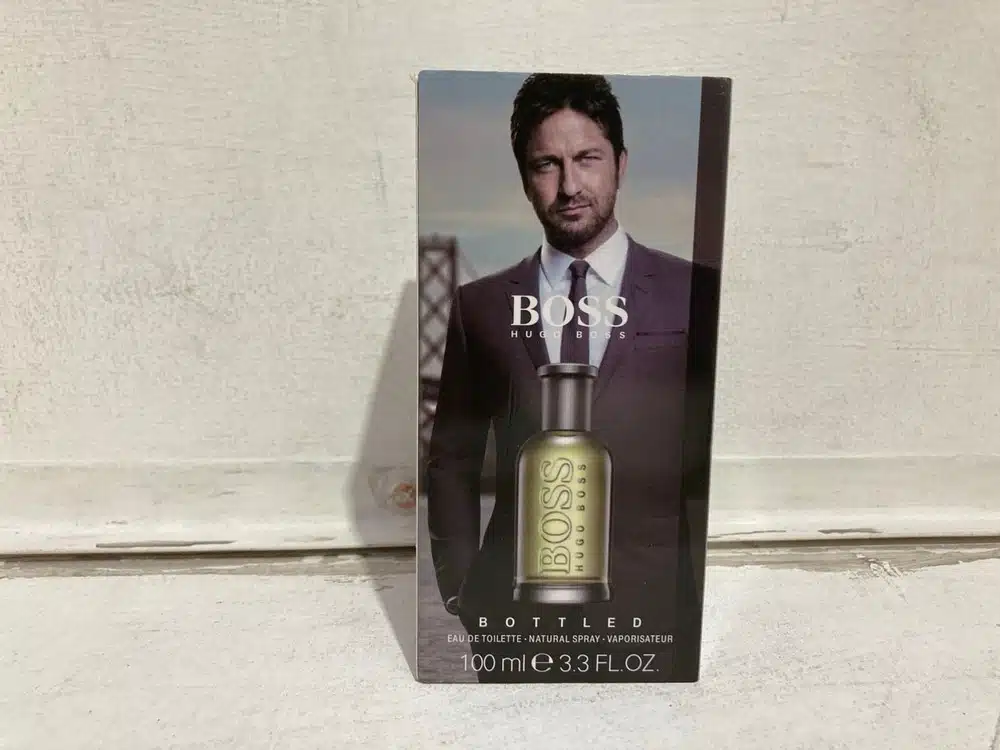 BOSS
HUGO BOSS
BOSS
HUGO BOSS
BOTTLED
EAU DE TOILETTE - NATURAL SPRAY - VAPORISATEUR
100 ml ℮ 3.3 FL.OZ.